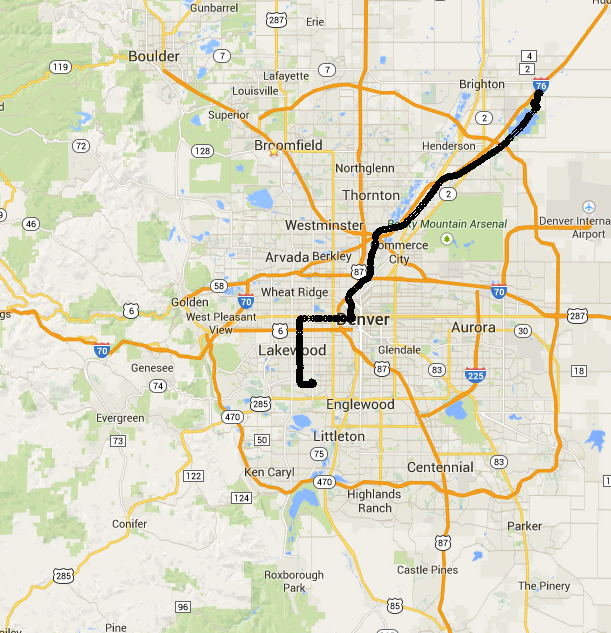 Gunbarrel
287
Erie
Boulder
7
4
2
76
119
Lafayette
7
Brighton
Louisville
Superior
2
72
128
Broomfield
Henderson
Northglenn
Thornton
2
46
Westminster
Rocky Mountain Arsenal
Denver Interna
Airport
Arvada
Berkley
Commerce
City
87
58
Wheat Ridge
70
70
Golden
6
West Pleasant
View
6
Denver
287
gs
Aurora
30
70
Lakewood
Glendale
Genesee
87
83
225
18
74
285
Englewood
Evergreen
470
73
50
Littleton
75
83
Ken Caryl
Centennial
122
470
124
Highlands
Ranch
Conifer
Parker
87
285
Castle Pines
Roxborough
Park
The Pinery
96
85
Pine